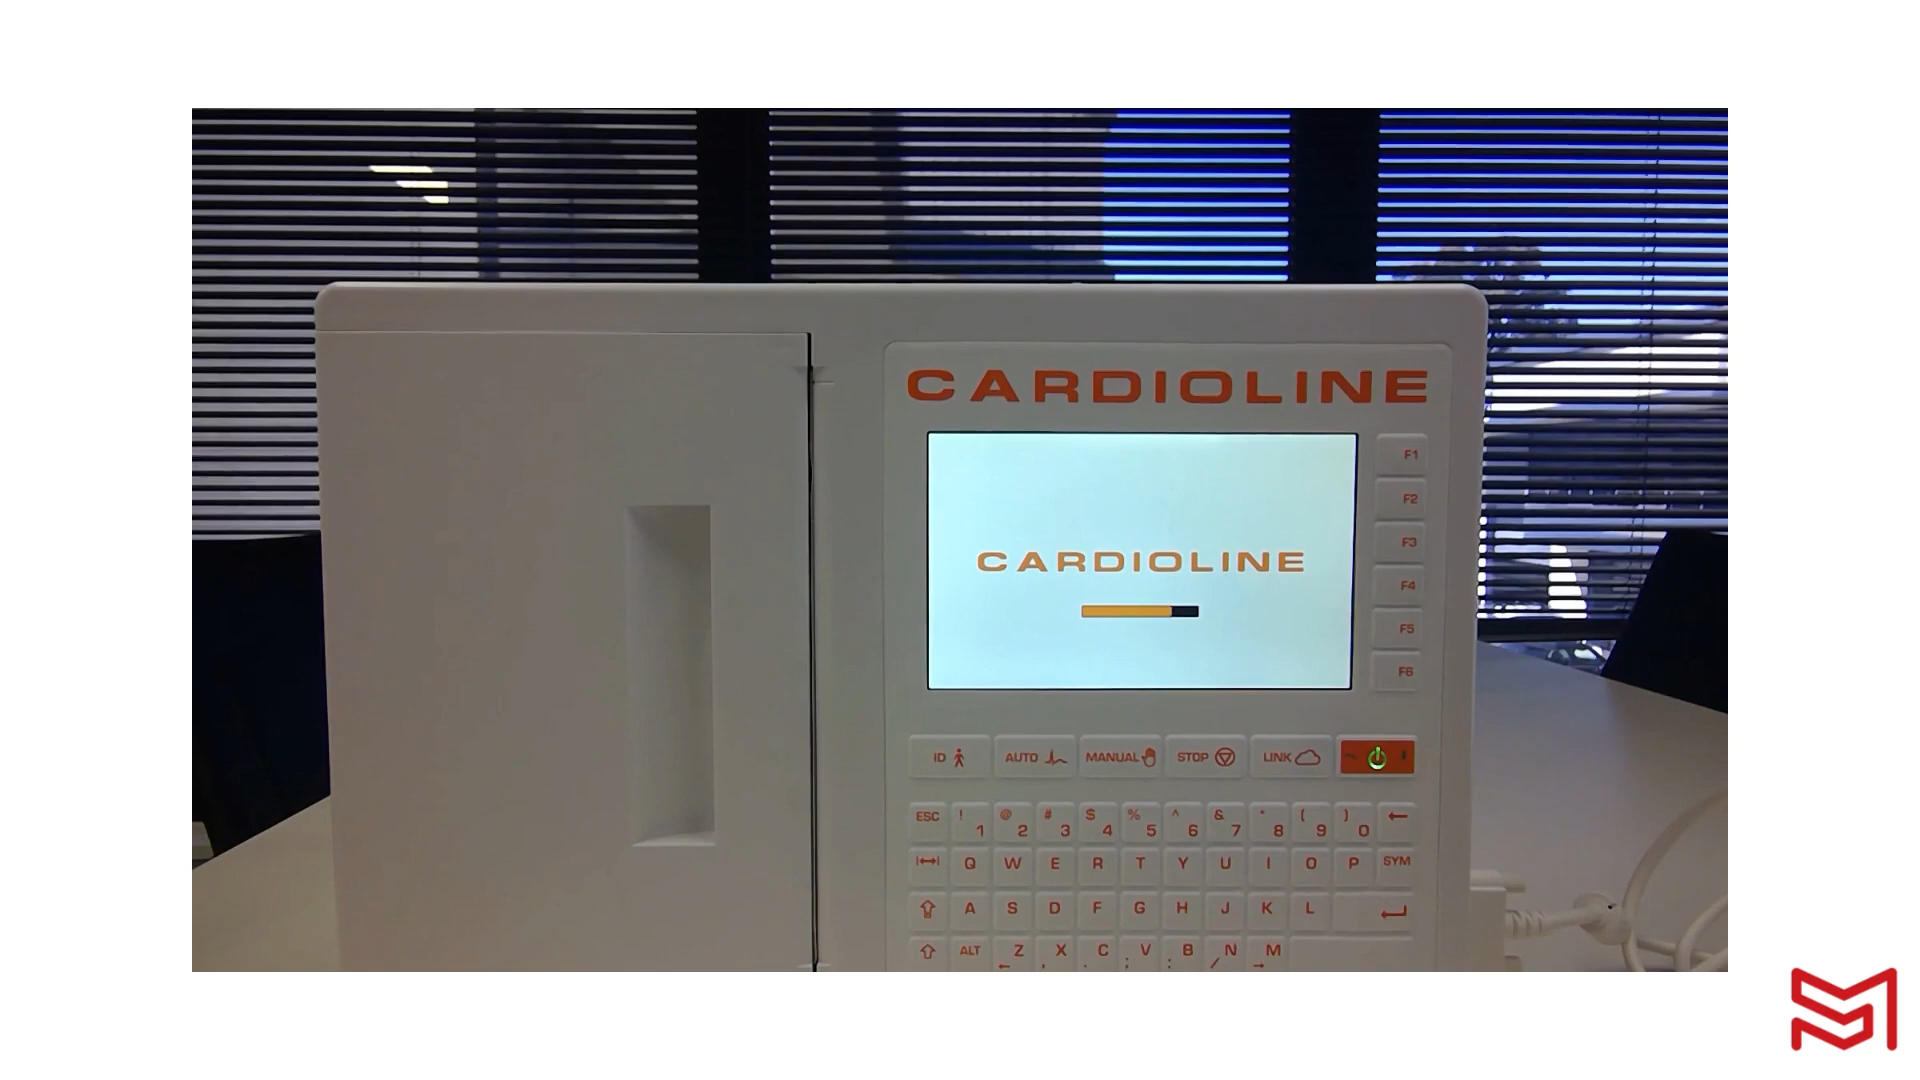 CARDIOLINE
F1
F2
CARDIOLINE
F3
F4
F5
F6
ID AUTO MANUAL STOP LINK
ESC ! 1 @ 2 # 3 $ 4 % 5 ^ 6 & 7 * 8 ( 9 ) 0
Q W E R T Y U I O P SYM
A S D F G H J K L
ALT Z X , C . V ; B : N / M